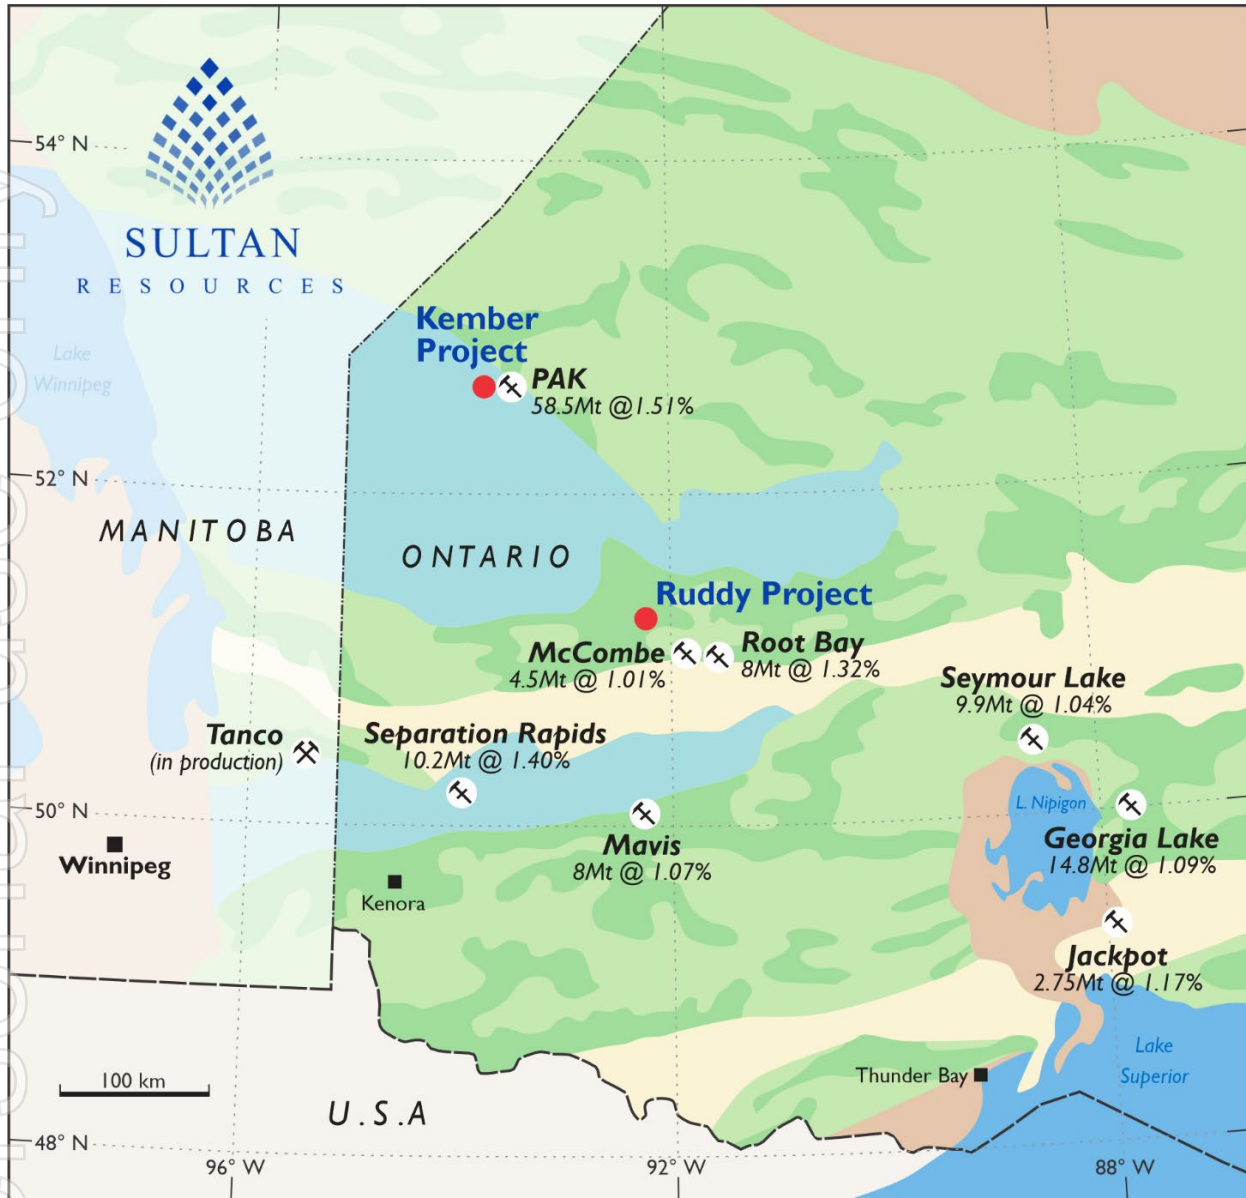 54° N
SULTAN
RESOURCES
Lake
Winnipeg
Kember
Project
PAK
58.5Mt @1.51%
52° N
MANITOBA
ONTARIO
Ruddy Project
McCombe
4.5Mt @ 1.01%
Root Bay
8Mt @ 1.32%
Seymour Lake
9.9Mt @ 1.04%
Tanco
(in production)
Separation Rapids
10.2Mt @ 1.40%
50° N
L. Nipigon
Winnipeg
Mavis
8Mt @ 1.07%
Georgia Lake
14.8Mt @ 1.09%
Kenora
Jackpot
2.75Mt @ 1.17%
100 km
Thunder Bay
Lake
Superior
U.S.A
48° N
96° W
92° W
88° W